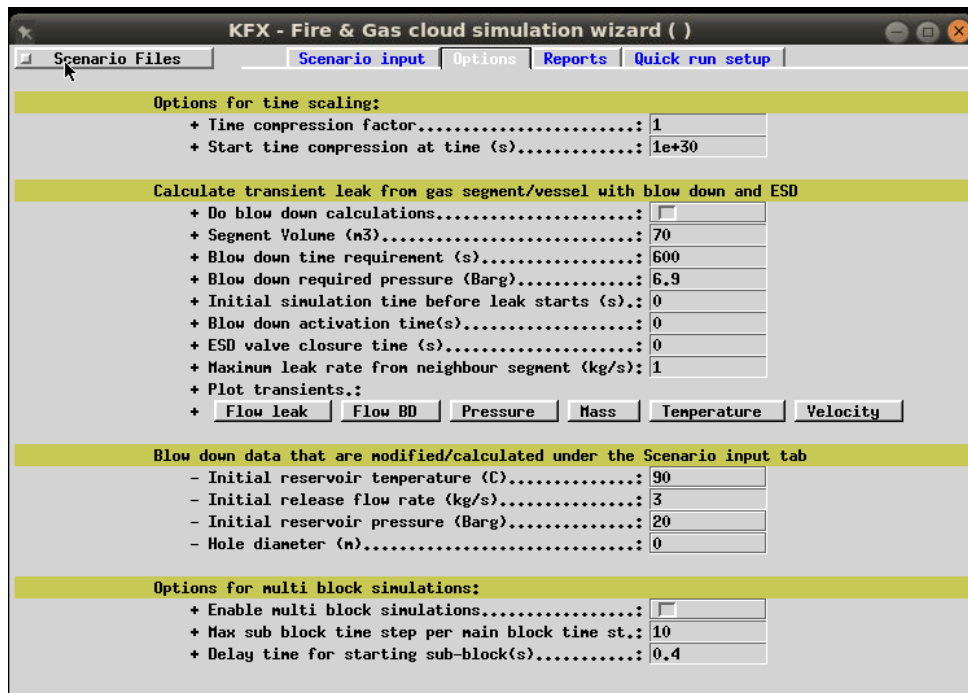 KFX - Fire & Gas cloud simulation wizard ( )
Scenario Files Scenario input Options Reports Quick run setup
Options for time scaling:
+ Time compression factor........................: 1
+ Start time compression at time (s).............: 1e+30
Calculate transient leak from gas segment/vessel with blow down and ESD
+ Do blow down calculations......................:
+ Segment Volume (m3)............................: 70
+ Blow down time requirement (s).................: 600
+ Blow down required pressure (Barg).............: 6.9
+ Initial simulation time before leak starts (s).: 0
+ Blow down activation time(s)...................: 0
+ ESD valve closure time (s).....................: 0
+ Maximum leak rate from neighbour segment (kg/s): 1
+ Plot transients.:
+ Flow leak Flow BD Pressure Mass Temperature Velocity
Blow down data that are modified/calculated under the Scenario input tab
- Initial reservoir temperature (C)..............: 90
- Initial release flow rate (kg/s)...............: 3
- Initial reservoir pressure (Barg)..............: 20
- Hole diameter (m)..............................: 0
Options for multi block simulations:
+ Enable multi block simulations.................:
+ Max sub block time step per main block time st.: 10
+ Delay time for starting sub-block(s)...........: 0.4